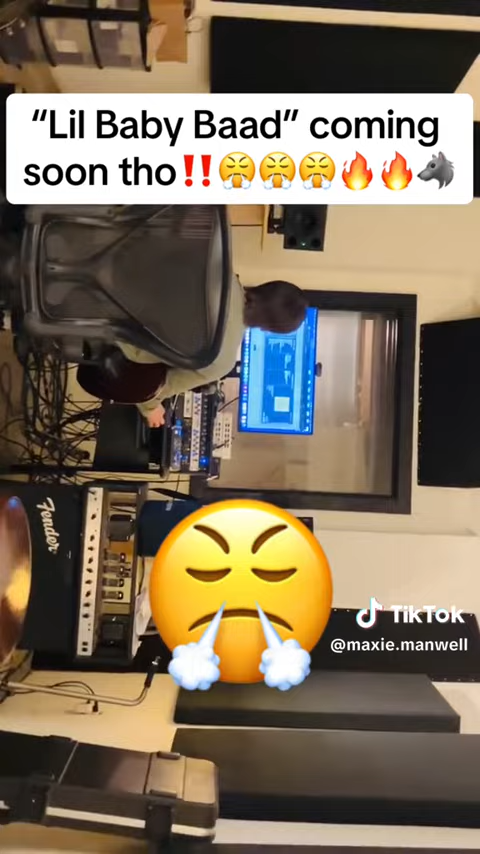 “Lil Baby Baad” coming
soon tho‼️😤😤😤🔥🔥🐺
Fender
TikTok
@maxie.manwell